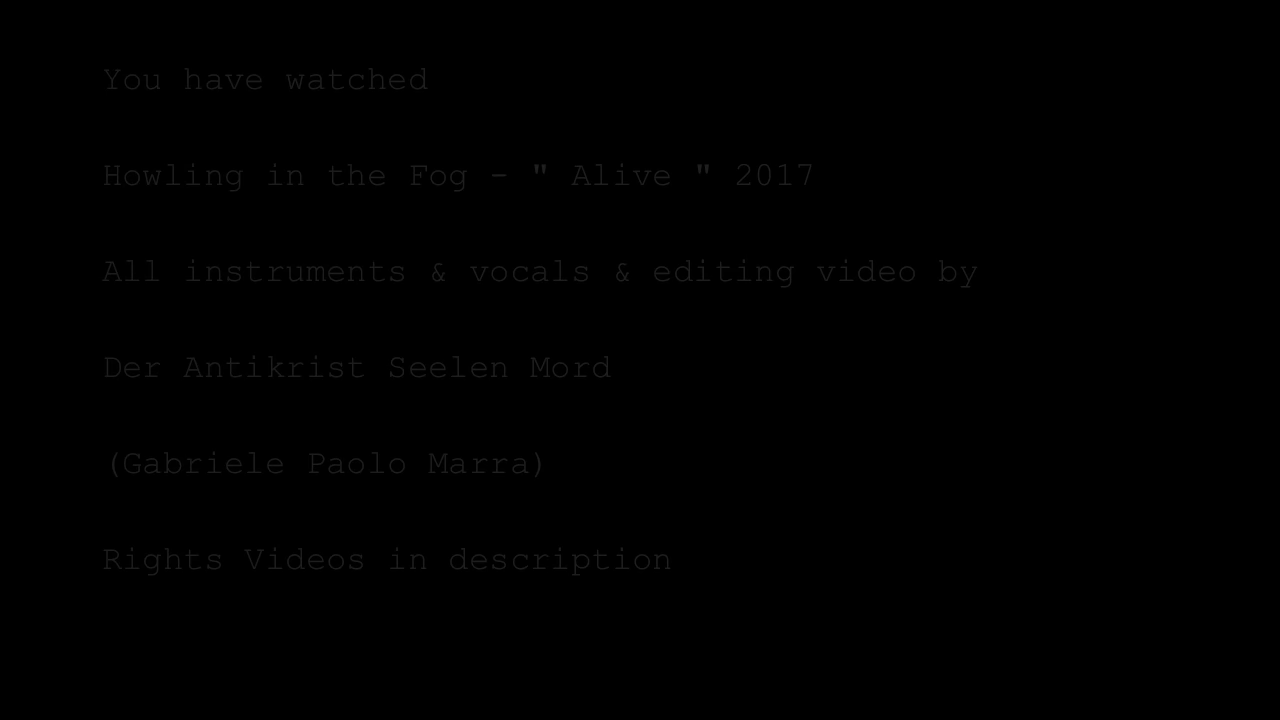 You have watched
Howling in the Fog - " Alive " 2017
All instruments & vocals & editing video by
Der Antikrist Seelen Mord
(Gabriele Paolo Marra)
Rights Videos in description